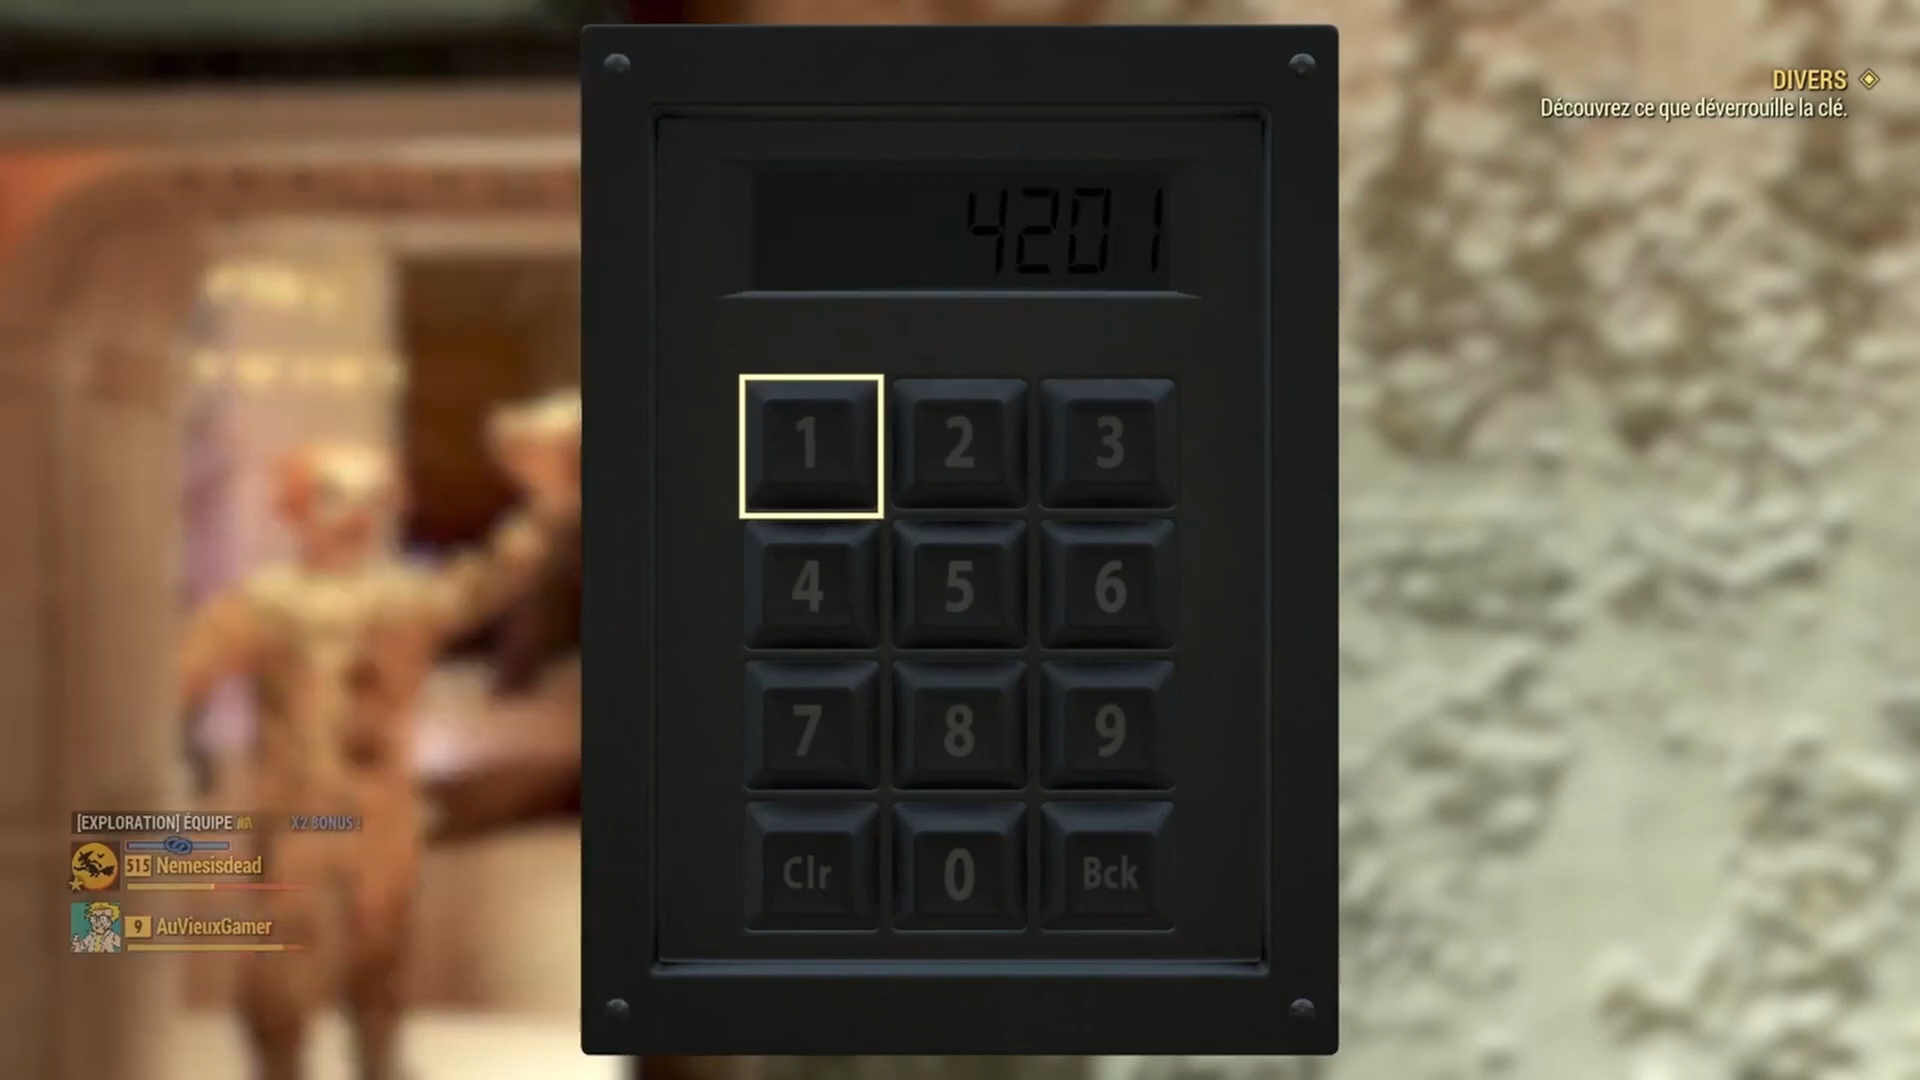 DIVERS
Découvrez ce que déverrouille la clé.
4201
1 2 3
4 5 6
7 8 9
Clr 0 Bck
[EXPLORATION] ÉQUIPE X2 BONUS !
515 Nemesisdead
9 AuVieuxGamer